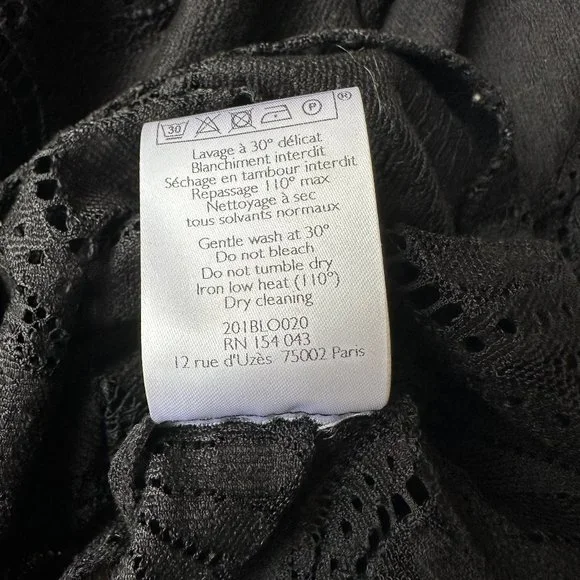 30 P ®
Lavage à 30° délicat
Blanchiment interdit
Séchage en tambour interdit
Repassage 110° max
Nettoyage à sec
tous solvants normaux
Gentle wash at 30°
Do not bleach
Do not tumble dry
Iron low heat (110°)
Dry cleaning
201BLO020
RN 154 043
12 rue d'Uzès 75002 Paris